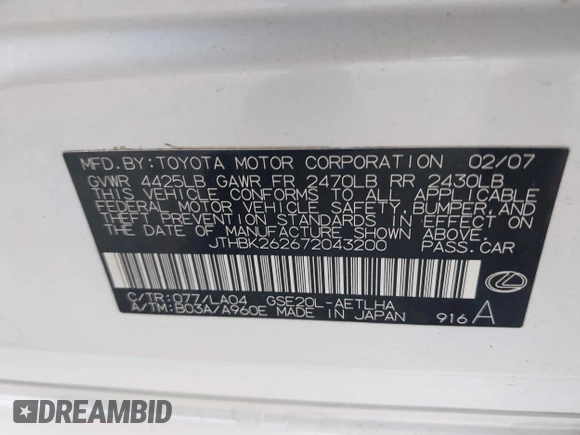 MFD.BY:TOYOTA MOTOR CORPORATION 02/07
GVWR 4425LB GAWR FR 2470LB RR 2430LB
THIS VEHICLE CONFORMS TO ALL APPLICABLE
FEDERAL MOTOR VEHICLE SAFETY, BUMPER, AND
THEFT PREVENTION STANDARDS IN EFFECT ON
THE DATE OF MANUFACTURE SHOWN ABOVE.
JTHBK262672043200 PASS.CAR
C/TR:077/LA04 GSE20L-AETLHA
A/TM:B03A/A960E MADE IN JAPAN 916 A
DREAMBID